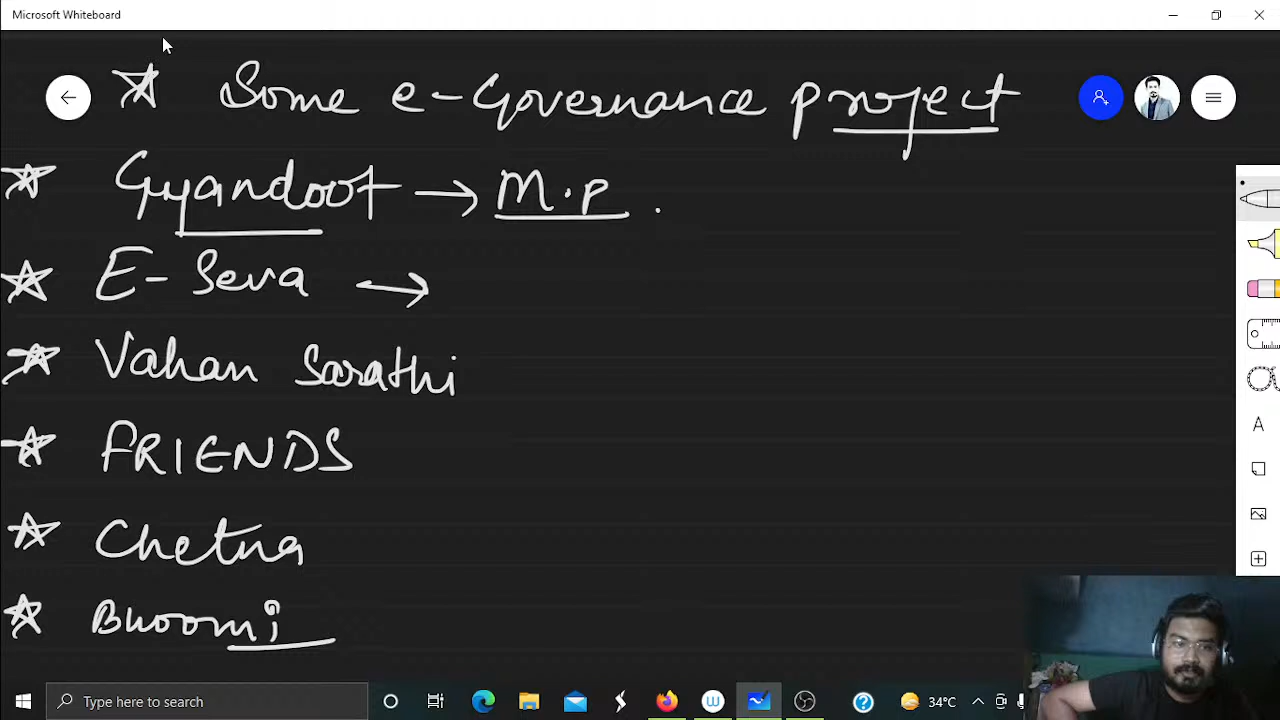 Microsoft Whiteboard
Some e-Governance project
Gyandoot → M.P.
E-Seva →
Vahan Sarathi
FRIENDS
Chetna
Bhoomi
A
Type here to search
34°C